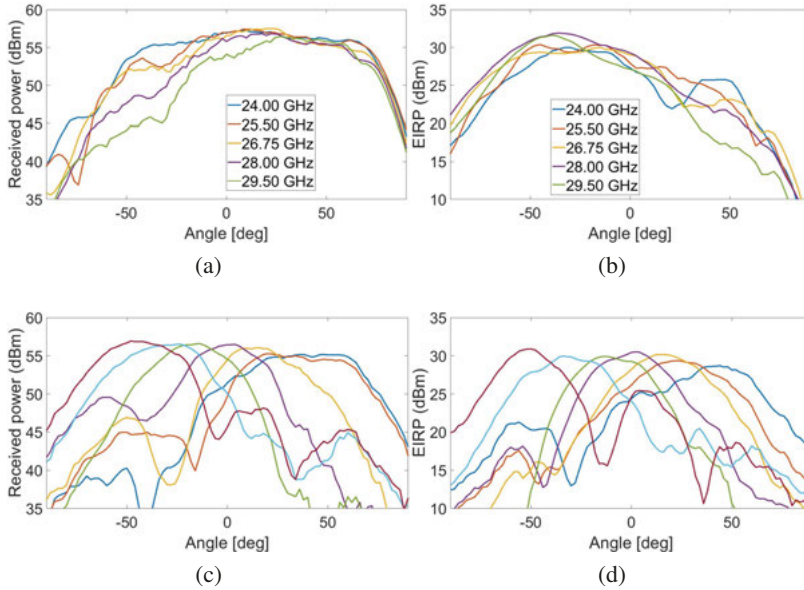 60
55
50
45
40
35
Received power (dBm)
24.00 GHz
25.50 GHz
26.75 GHz
28.00 GHz
29.50 GHz
-50
0
50
Angle [deg]
(a)
35
30
25
20
15
10
EIRP (dBm)
24.00 GHz
25.50 GHz
26.75 GHz
28.00 GHz
29.50 GHz
-50
0
50
Angle [deg]
(b)
60
55
50
45
40
35
Received power (dBm)
-50
0
50
Angle [deg]
(c)
35
30
25
20
15
10
EIRP (dBm)
-50
0
50
Angle [deg]
(d)